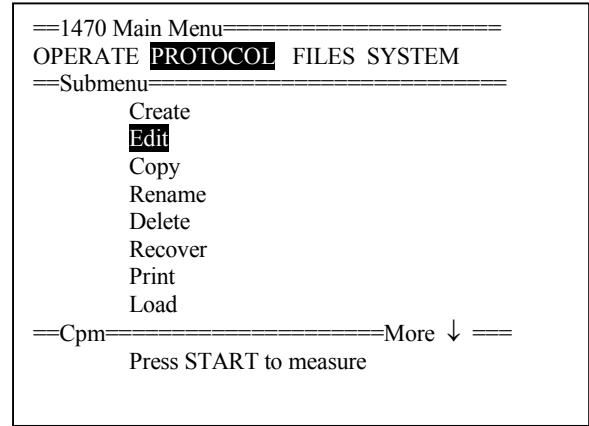 ==1470 Main Menu=====================
OPERATE PROTOCOL FILES SYSTEM
==Submenu===========================
Create
Edit
Copy
Rename
Delete
Recover
Print
Load
==Cpm=====================More ↓ ===
Press START to measure